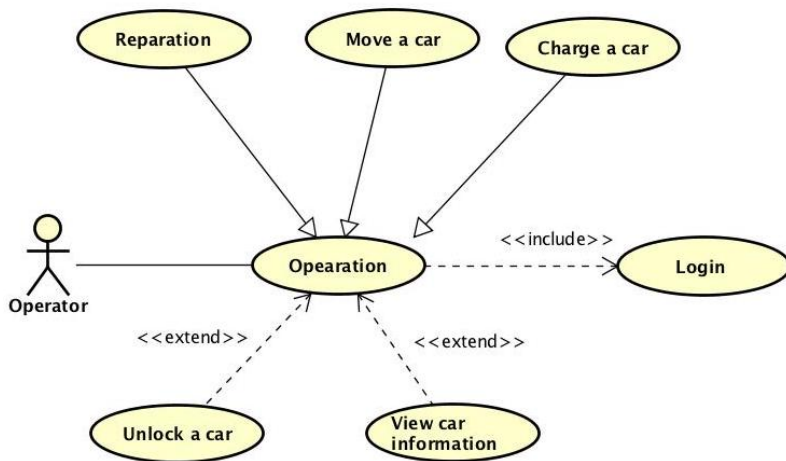 Reparation
Move a car
Charge a car
<<include>>
Opearation
Login
Operator
<<extend>>
<<extend>>
Unlock a car
View car
information